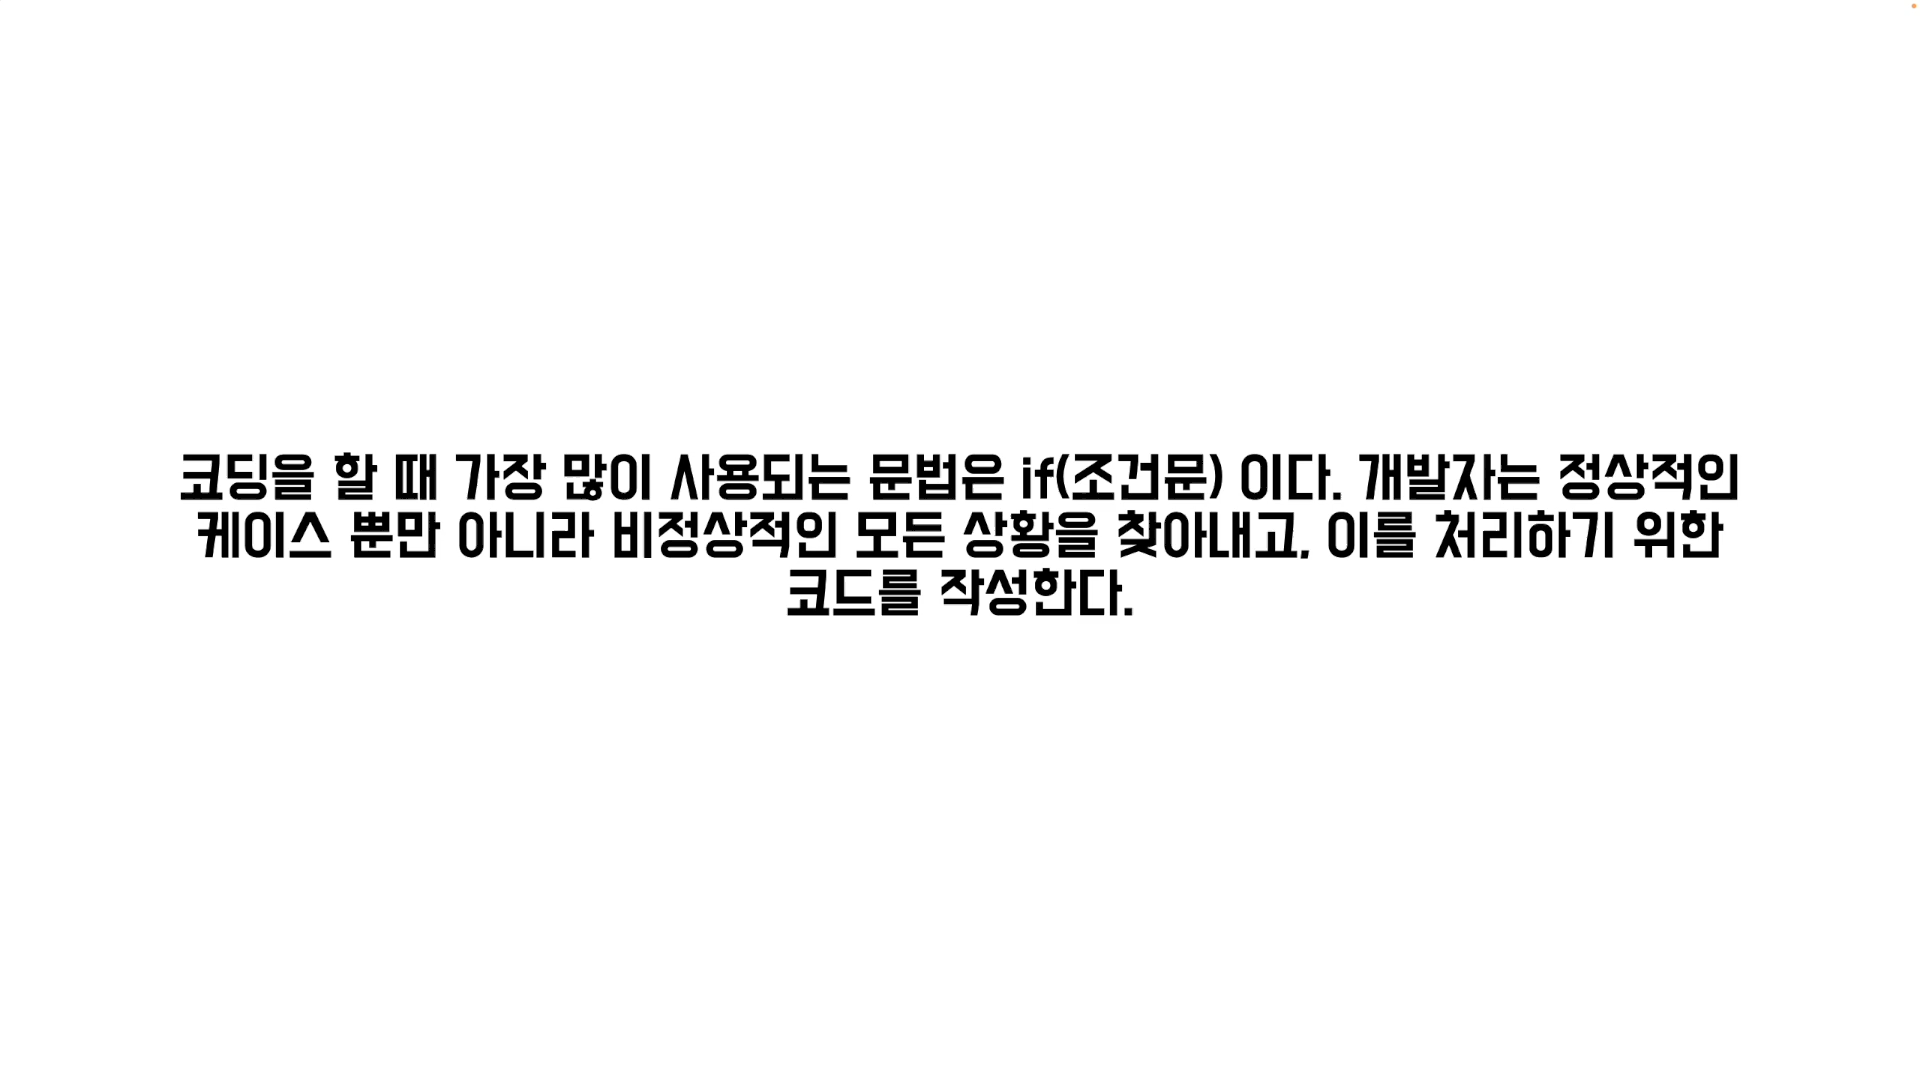 코딩을 할 때 가장 많이 사용되는 문법은 if(조건문) 이다. 개발자는 정상적인
케이스 뿐만 아니라 비정상적인 모든 상황을 찾아내고, 이를 처리하기 위한
코드를 작성한다.